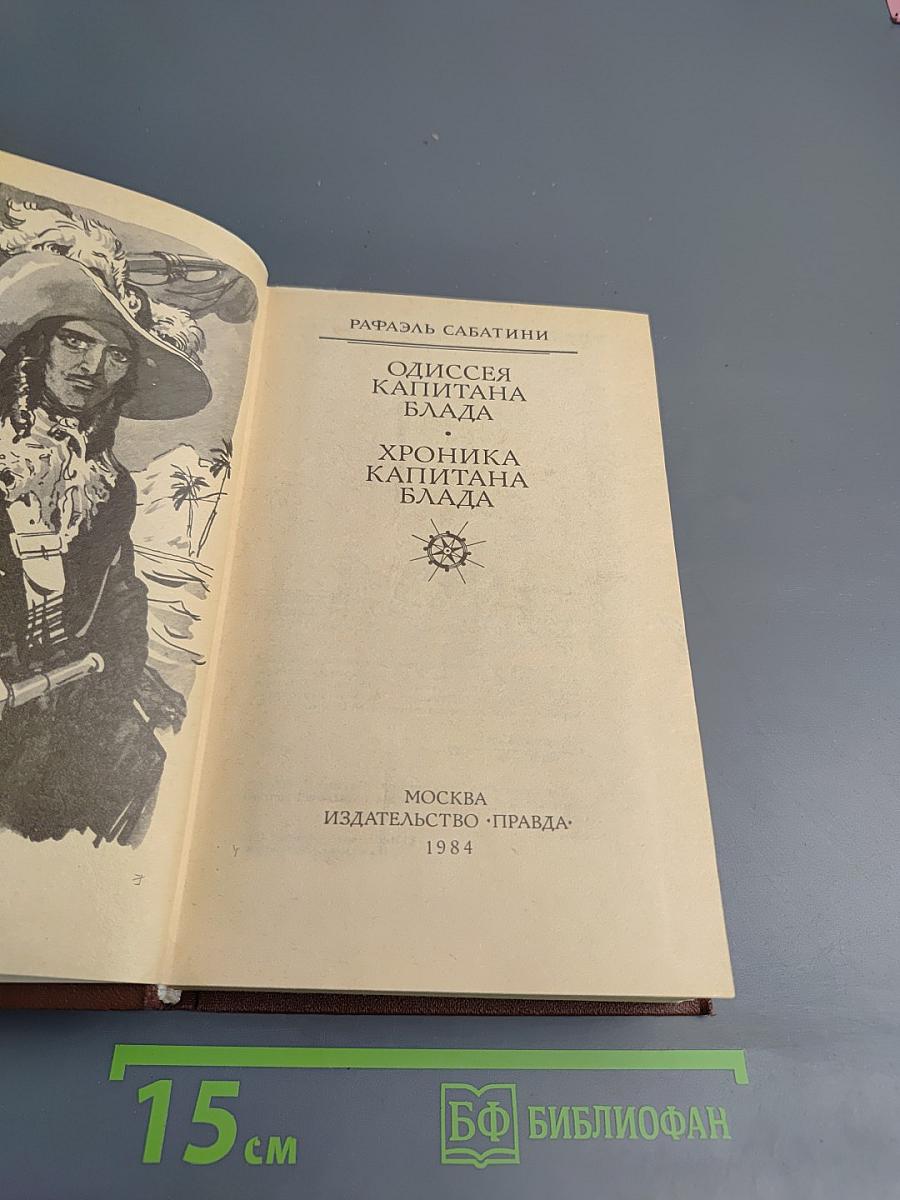 РАФАЭЛЬ САБАТИНИ
ОДИССЕЯ
КАПИТАНА
БЛАДА
•
ХРОНИКА
КАПИТАНА
БЛАДА
МОСКВА
ИЗДАТЕЛЬСТВО •ПРАВДА•
1984
15 см
БФ БИБЛИОФАН